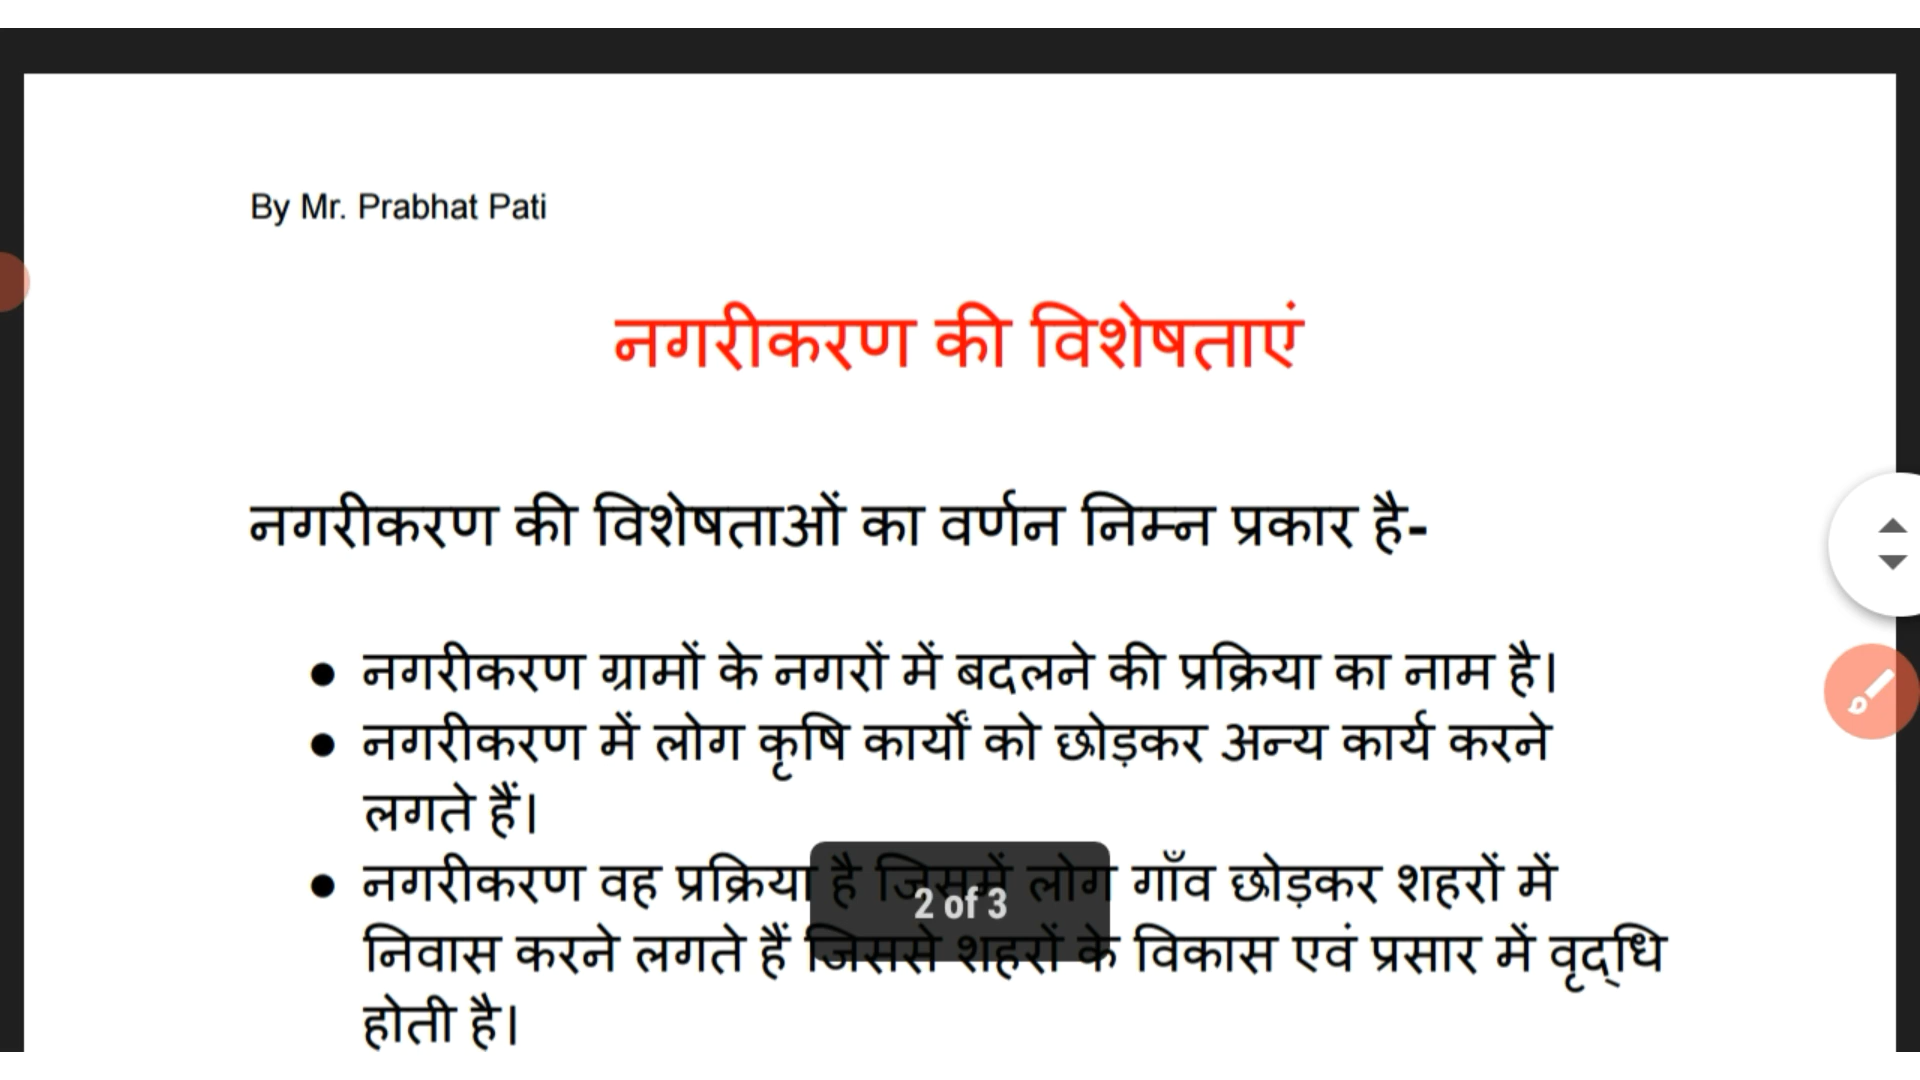 By Mr. Prabhat Pati
नगरीकरण की विशेषताएं
नगरीकरण की विशेषताओं का वर्णन निम्न प्रकार है-
● नगरीकरण ग्रामों के नगरों में बदलने की प्रक्रिया का नाम है।
● नगरीकरण में लोग कृषि कार्यों को छोड़कर अन्य कार्य करने
लगते हैं।
● नगरीकरण वह प्रक्रिया है जिसमें लोग गाँव छोड़कर शहरों में
2 of 3
निवास करने लगते हैं जिससे शहरों के विकास एवं प्रसार में वृद्धि
होती है।